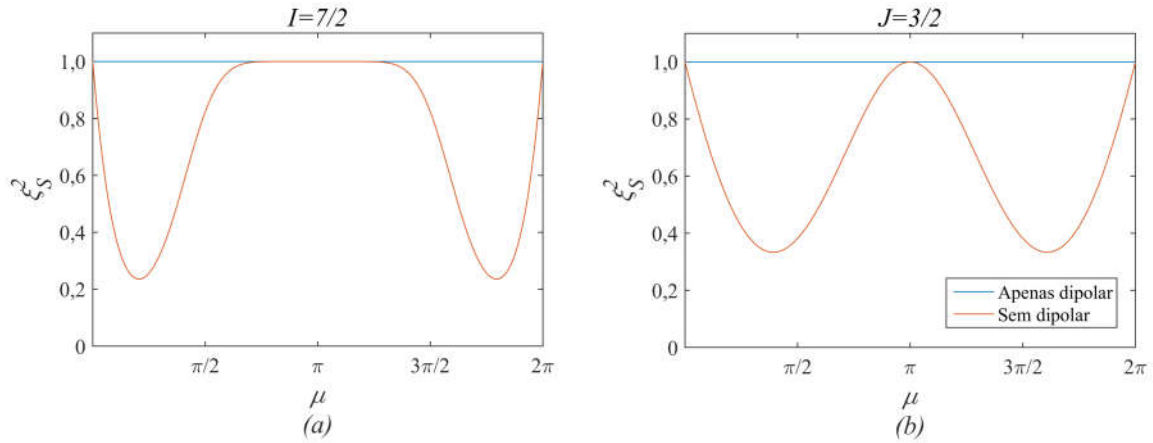 I=7/2
1,0
0,8
0,6
0,4
0,2
0
ξ²_S
π/2
π
3π/2
2π
μ
(a)
J=3/2
1,0
0,8
0,6
0,4
0,2
0
ξ²_S
Apenas dipolar
Sem dipolar
π/2
π
3π/2
2π
μ
(b)